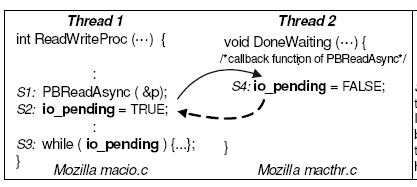 Thread 1
int ReadWriteProc (⋯) {
:
S1: PBReadAsync ( &p);
S2: io_pending = TRUE;
:
S3: while ( io_pending ) {...};
}
Mozilla macio.c
Thread 2
void DoneWaiting (⋯) {
/*callback function of PBReadAsync*/
S4: io_pending = FALSE;
}
Mozilla macthr.c